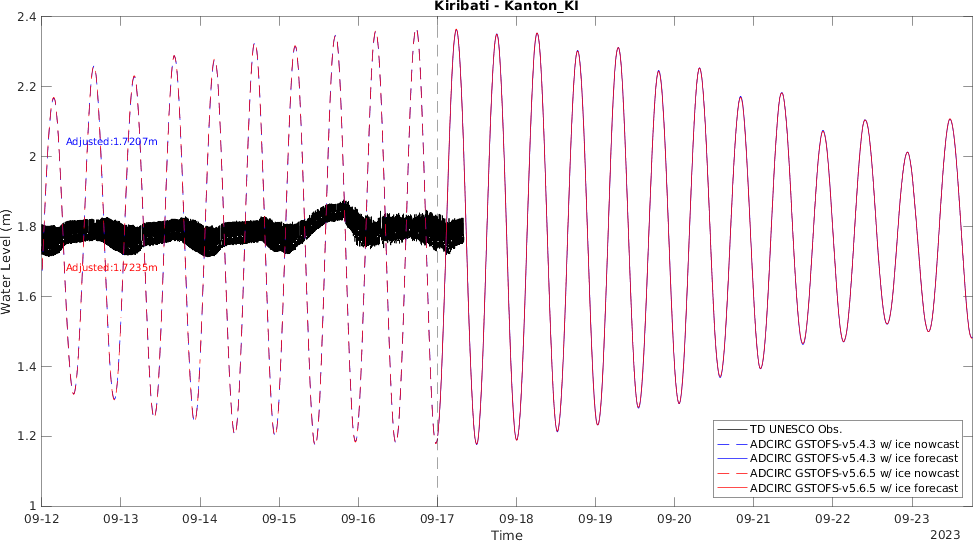 Kiribati - Kanton_KI
2.4
2.2
2
1.8
1.6
1.4
1.2
1
Water Level (m)
Adjusted:1.7207m
Adjusted:1.7235m
TD UNESCO Obs.
ADCIRC GSTOFS-v5.4.3 w/ ice nowcast
ADCIRC GSTOFS-v5.4.3 w/ ice forecast
ADCIRC GSTOFS-v5.6.5 w/ ice nowcast
ADCIRC GSTOFS-v5.6.5 w/ ice forecast
09-12 09-13 09-14 09-15 09-16 09-17 09-18 09-19 09-20 09-21 09-22 09-23
Time
2023